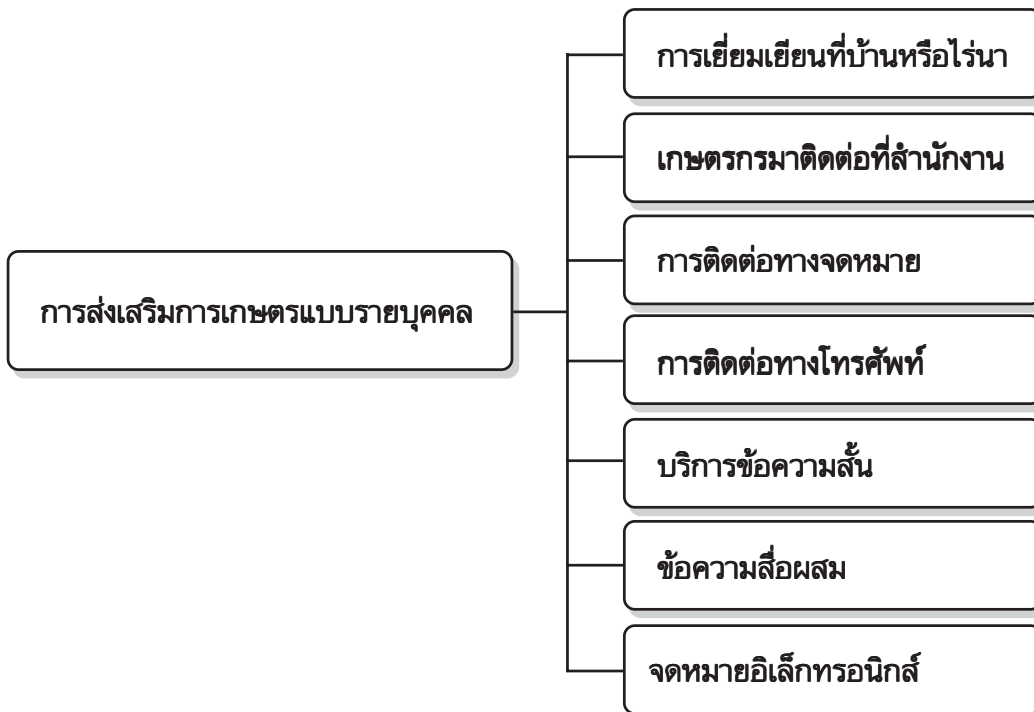 การส่งเสริมการเกษตรแบบรายบุคคล
การเยี่ยมเยียนที่บ้านหรือไร่นา
เกษตรกรมาติดต่อที่สำนักงาน
การติดต่อทางจดหมาย
การติดต่อทางโทรศัพท์
บริการข้อความสั้น
ข้อความสื่อผสม
จดหมายอิเล็กทรอนิกส์